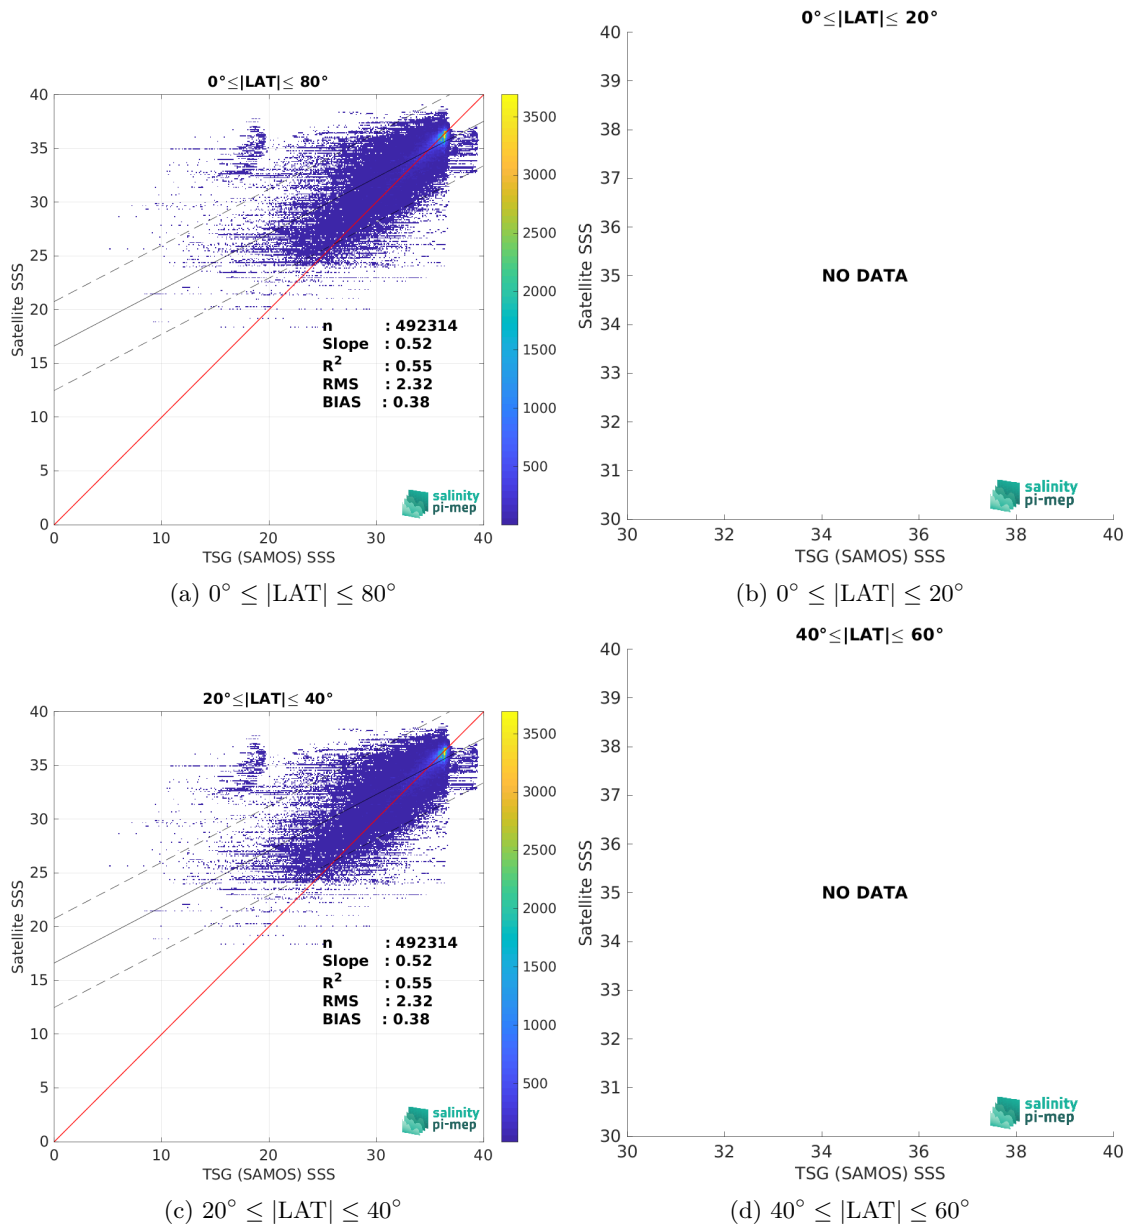 0°≤|LAT|≤ 80°
40
35
30
25
20
15
10
5
0
Satellite SSS
0
10
20
30
40
TSG (SAMOS) SSS
n : 492314
Slope : 0.52
R² : 0.55
RMS : 2.32
BIAS : 0.38
salinity
pi-mep
3500
3000
2500
2000
1500
1000
500
(a) 0° ≤ |LAT| ≤ 80°
0°≤|LAT|≤ 20°
40
39
38
37
36
35
34
33
32
31
30
Satellite SSS
NO DATA
salinity
pi-mep
30
32
34
36
38
40
TSG (SAMOS) SSS
(b) 0° ≤ |LAT| ≤ 20°
20°≤|LAT|≤ 40°
40
35
30
25
20
15
10
5
0
Satellite SSS
0
10
20
30
40
TSG (SAMOS) SSS
n : 492314
Slope : 0.52
R² : 0.55
RMS : 2.32
BIAS : 0.38
salinity
pi-mep
3500
3000
2500
2000
1500
1000
500
(c) 20° ≤ |LAT| ≤ 40°
40°≤|LAT|≤ 60°
40
39
38
37
36
35
34
33
32
31
30
Satellite SSS
NO DATA
salinity
pi-mep
30
32
34
36
38
40
TSG (SAMOS) SSS
(d) 40° ≤ |LAT| ≤ 60°